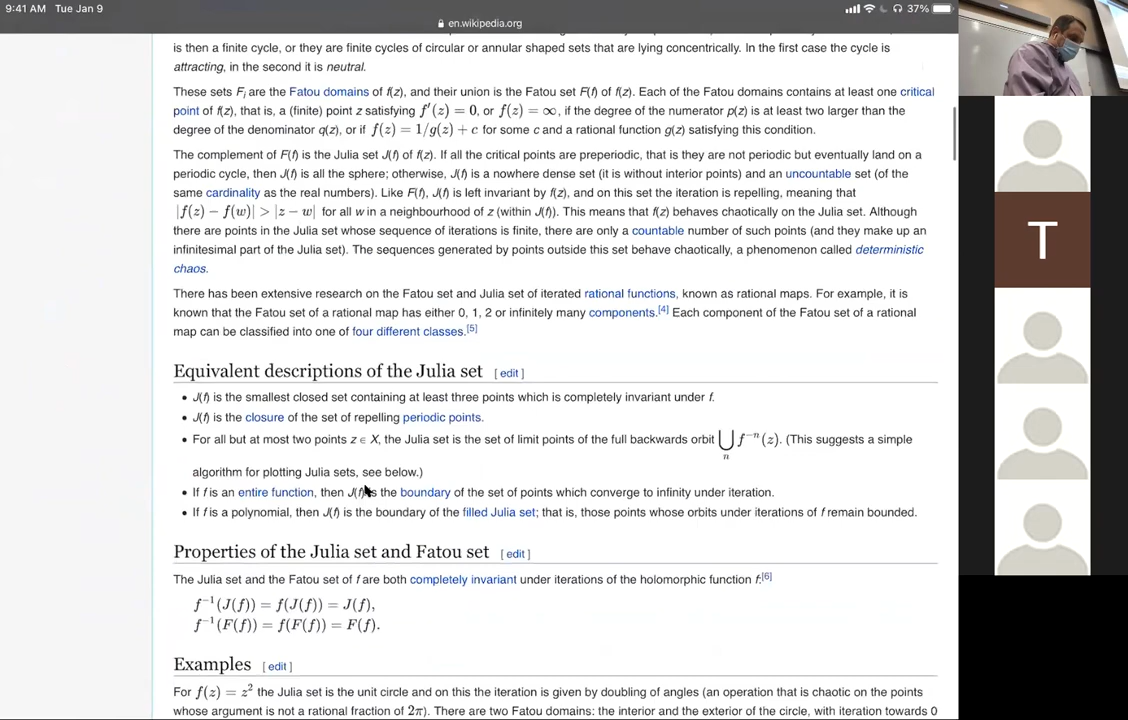 9:41 AM Tue Jan 9
37%
en.wikipedia.org
is then a finite cycle, or they are finite cycles of circular or annular shaped sets that are lying concentrically. In the first case the cycle is
attracting, in the second it is neutral.
These sets Fi are the Fatou domains of f(z), and their union is the Fatou set F(f) of f(z). Each of the Fatou domains contains at least one critical
point of f(z), that is, a (finite) point z satisfying f′(z) = 0, or f(z) = ∞, if the degree of the numerator p(z) is at least two larger than the
degree of the denominator q(z), or if f(z) = 1/g(z) + c for some c and a rational function g(z) satisfying this condition.
The complement of F(f) is the Julia set J(f) of f(z). If all the critical points are preperiodic, that is they are not periodic but eventually land on a
periodic cycle, then J(f) is all the sphere; otherwise, J(f) is a nowhere dense set (it is without interior points) and an uncountable set (of the
same cardinality as the real numbers). Like F(f), J(f) is left invariant by f(z), and on this set the iteration is repelling, meaning that
|f(z) − f(w)| > |z − w| for all w in a neighbourhood of z (within J(f)). This means that f(z) behaves chaotically on the Julia set. Although
there are points in the Julia set whose sequence of iterations is finite, there are only a countable number of such points (and they make up an
infinitesimal part of the Julia set). The sequences generated by points outside this set behave chaotically, a phenomenon called deterministic
chaos.
There has been extensive research on the Fatou set and Julia set of iterated rational functions, known as rational maps. For example, it is
known that the Fatou set of a rational map has either 0, 1, 2 or infinitely many components.[4] Each component of the Fatou set of a rational
map can be classified into one of four different classes.[5]
T
Equivalent descriptions of the Julia set [ edit ]
• J(f) is the smallest closed set containing at least three points which is completely invariant under f.
• J(f) is the closure of the set of repelling periodic points.
• For all but at most two points z ∈ X, the Julia set is the set of limit points of the full backwards orbit ⋃n f⁻ⁿ(z). (This suggests a simple
algorithm for plotting Julia sets, see below.)
• If f is an entire function, then J(f) is the boundary of the set of points which converge to infinity under iteration.
• If f is a polynomial, then J(f) is the boundary of the filled Julia set; that is, those points whose orbits under iterations of f remain bounded.
Properties of the Julia set and Fatou set [ edit ]
The Julia set and the Fatou set of f are both completely invariant under iterations of the holomorphic function f:[6]
f⁻¹(J(f)) = f(J(f)) = J(f),
f⁻¹(F(f)) = f(F(f)) = F(f).
Examples [ edit ]
For f(z) = z² the Julia set is the unit circle and on this the iteration is given by doubling of angles (an operation that is chaotic on the points
whose argument is not a rational fraction of 2π). There are two Fatou domains: the interior and the exterior of the circle, with iteration towards 0